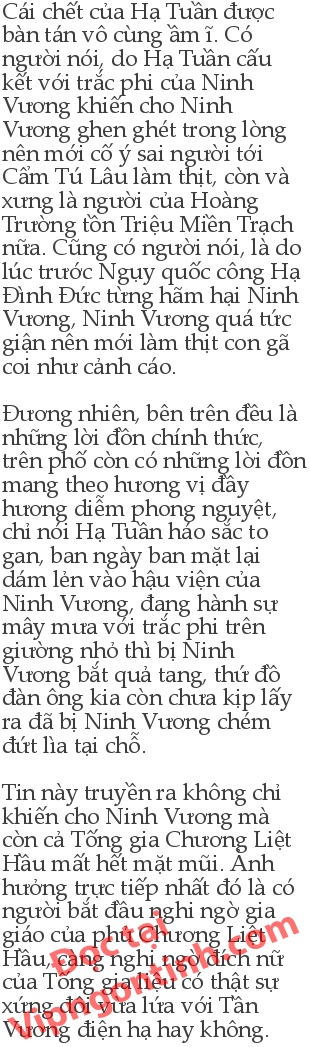 Cái chết của Hạ Tuần được
bàn tán vô cùng ầm ĩ. Có
người nói, do Hạ Tuần cấu
kết với trắc phi của Ninh
Vương khiến cho Ninh
Vương ghen ghét trong lòng
nên mới cố ý sai người tới
Cẩm Tú Lâu làm thịt, còn và
xưng là người của Hoàng
Trường tồn Triệu Miền Trạch
nữa. Cũng có người nói, là do
lúc trước Ngụy quốc công Hạ
Đình Đức từng hãm hại Ninh
Vương, Ninh Vương quá tức
giận nên mới làm thịt con gã
coi như cảnh cáo.

Đương nhiên, bên trên đều là
những lời đồn chính thức,
trên phố còn có những lời đồn
mang theo hương vị đầy
hương diễm phong nguyệt,
chỉ nói Hạ Tuần háo sắc to
gan, ban ngày ban mặt lại
dám lẻn vào hậu viện của
Ninh Vương, đang hành sự
mây mưa với trắc phi trên
giường nhỏ thì bị Ninh
Vương bắt quả tang, thứ đồ
đàn ông kia còn chưa kịp lấy
ra đã bị Ninh Vương chém
đứt lìa tại chỗ.

Tin này truyền ra không chỉ
khiến cho Ninh Vương mà
còn cả Tống gia Chương Liệt
Hầu mất hết mặt mũi. Ảnh
hưởng trực tiếp nhất đó là có
người bắt đầu nghi ngờ gia
giáo của phủ Chương Liệt
Hầu, càng nghi ngờ đích nữ
của Tống gia liệu có thật sự
xứng đôi vừa lứa với Tần
Vương điện hạ hay không.
Đọc tại
Vipngontinh.com